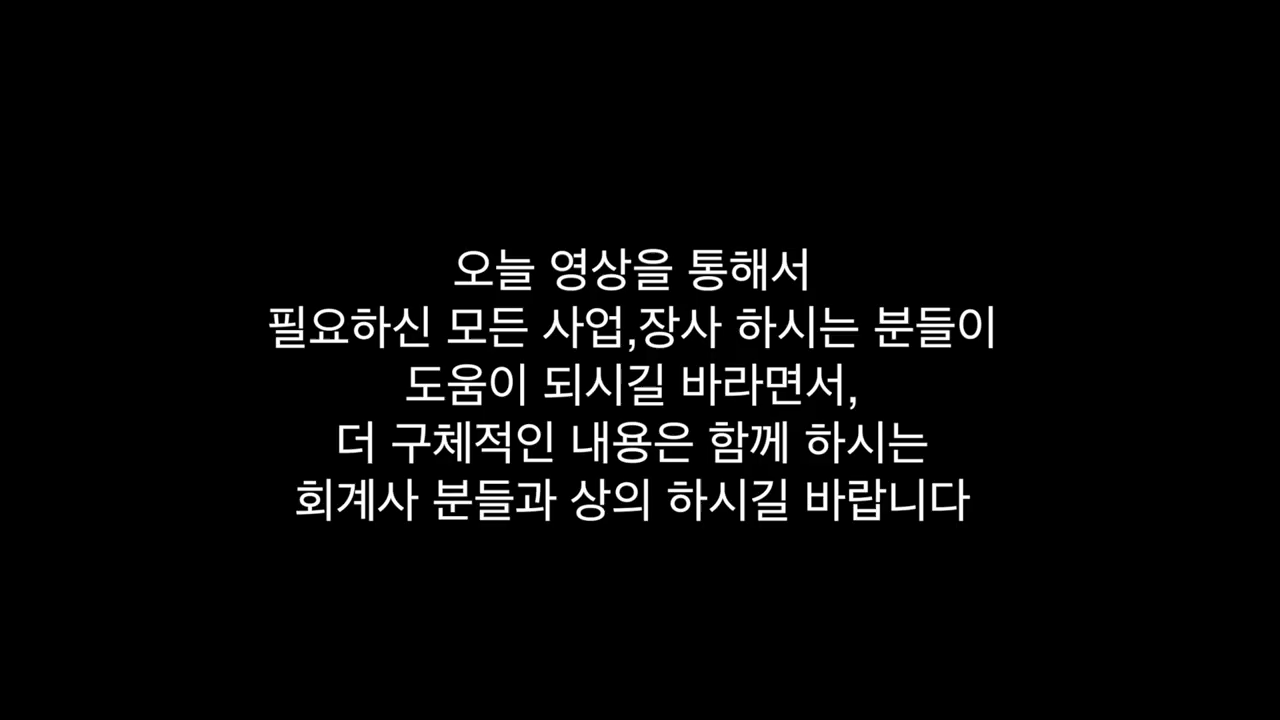 오늘 영상을 통해서
필요하신 모든 사업,장사 하시는 분들이
도움이 되시길 바라면서,
더 구체적인 내용은 함께 하시는
회계사 분들과 상의 하시길 바랍니다